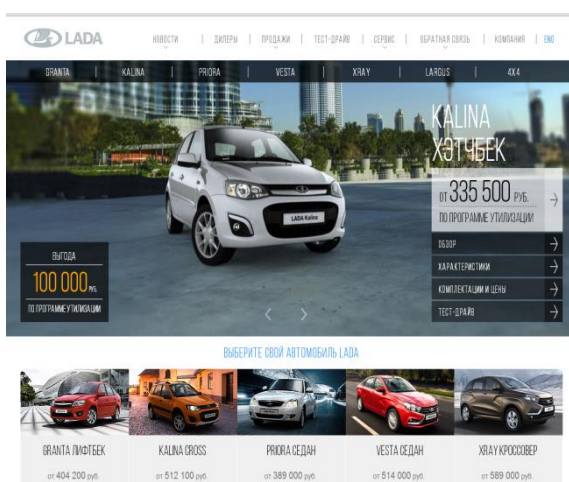 LADA
НОВОСТИ | ДИЛЕРЫ | ПРОДАЖИ | ТЕСТ-ДРАЙВ | СЕРВИС | ОБРАТНАЯ СВЯЗЬ | КОМПАНИЯ | ENG
GRANTA | KALINA | PRIORA | VESTA | XRAY | LARGUS | 4X4
KALINA
ХЭТЧБЕК
от 335 500 РУБ.
ПО ПРОГРАММЕ УТИЛИЗАЦИИ
ОБЗОР
ХАРАКТЕРИСТИКИ
КОМПЛЕКТАЦИИ И ЦЕНЫ
ТЕСТ-ДРАЙВ
LADA Kalina
ВЫГОДА
100 000 РУБ.
ПО ПРОГРАММЕ УТИЛИЗАЦИИ
ВЫБЕРИТЕ СВОЙ АВТОМОБИЛЬ LADA
GRANTA ЛИФТБЕК
от 404 200 руб.
KALINA CROSS
от 512 100 руб.
PRIORA СЕДАН
от 389 000 руб.
VESTA СЕДАН
от 514 000 руб.
XRAY КРОССОВЕР
от 589 000 руб.